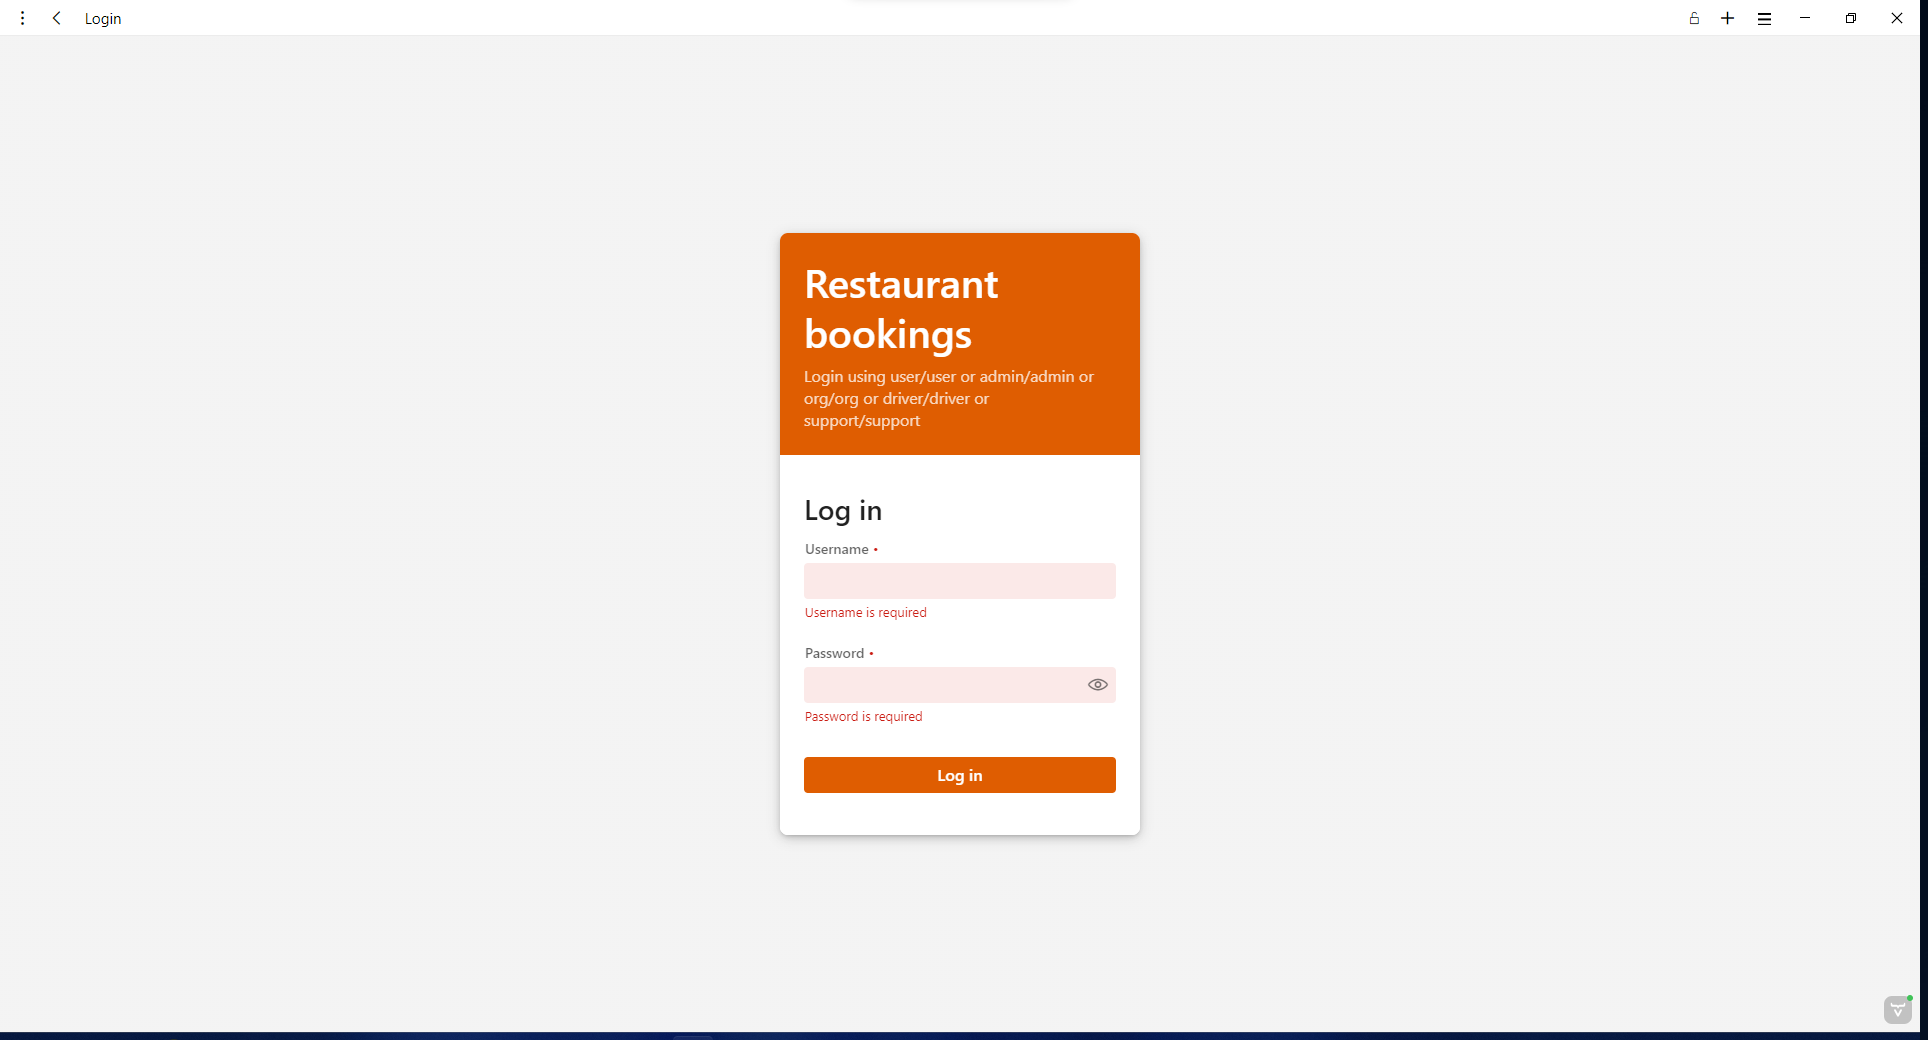 Login
Restaurant
bookings
Login using user/user or admin/admin or
org/org or driver/driver or
support/support
Log in
Username •
Username is required
Password •
Password is required
Log in